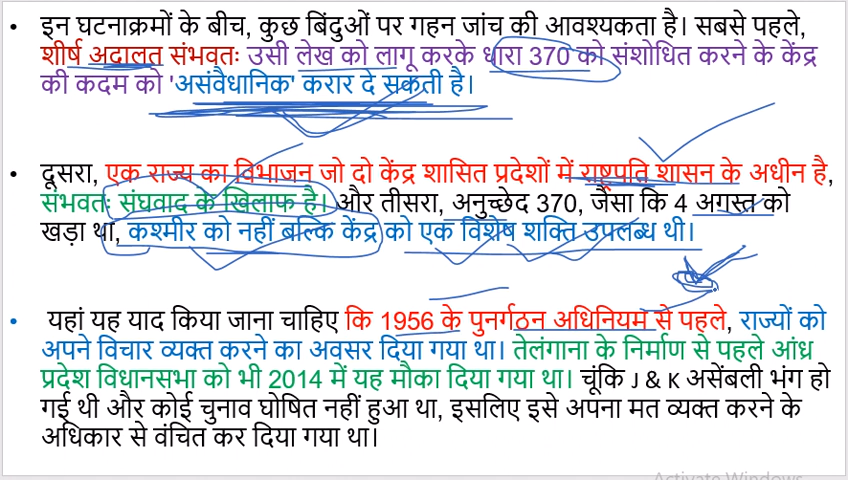 • इन घटनाक्रमों के बीच, कुछ बिंदुओं पर गहन जांच की आवश्यकता है। सबसे पहले,
शीर्ष अदालत संभवतः उसी लेख को लागू करके धारा 370 को संशोधित करने के केंद्र
की कदम को 'असंवैधानिक' करार दे सकती है।
• दूसरा, एक राज्य का विभाजन जो दो केंद्र शासित प्रदेशों में राष्ट्रपति शासन के अधीन है,
संभवतः संघवाद के खिलाफ है। और तीसरा, अनुच्छेद 370, जैसा कि 4 अगस्त को
खड़ा था, कश्मीर को नहीं बल्कि केंद्र को एक विशेष शक्ति उपलब्ध थी।
• यहां यह याद किया जाना चाहिए कि 1956 के पुनर्गठन अधिनियम से पहले, राज्यों को
अपने विचार व्यक्त करने का अवसर दिया गया था। तेलंगाना के निर्माण से पहले आंध्र
प्रदेश विधानसभा को भी 2014 में यह मौका दिया गया था। चूंकि J & K असेंबली भंग हो
गई थी और कोई चुनाव घोषित नहीं हुआ था, इसलिए इसे अपना मत व्यक्त करने के
अधिकार से वंचित कर दिया गया था।
Activate Windows